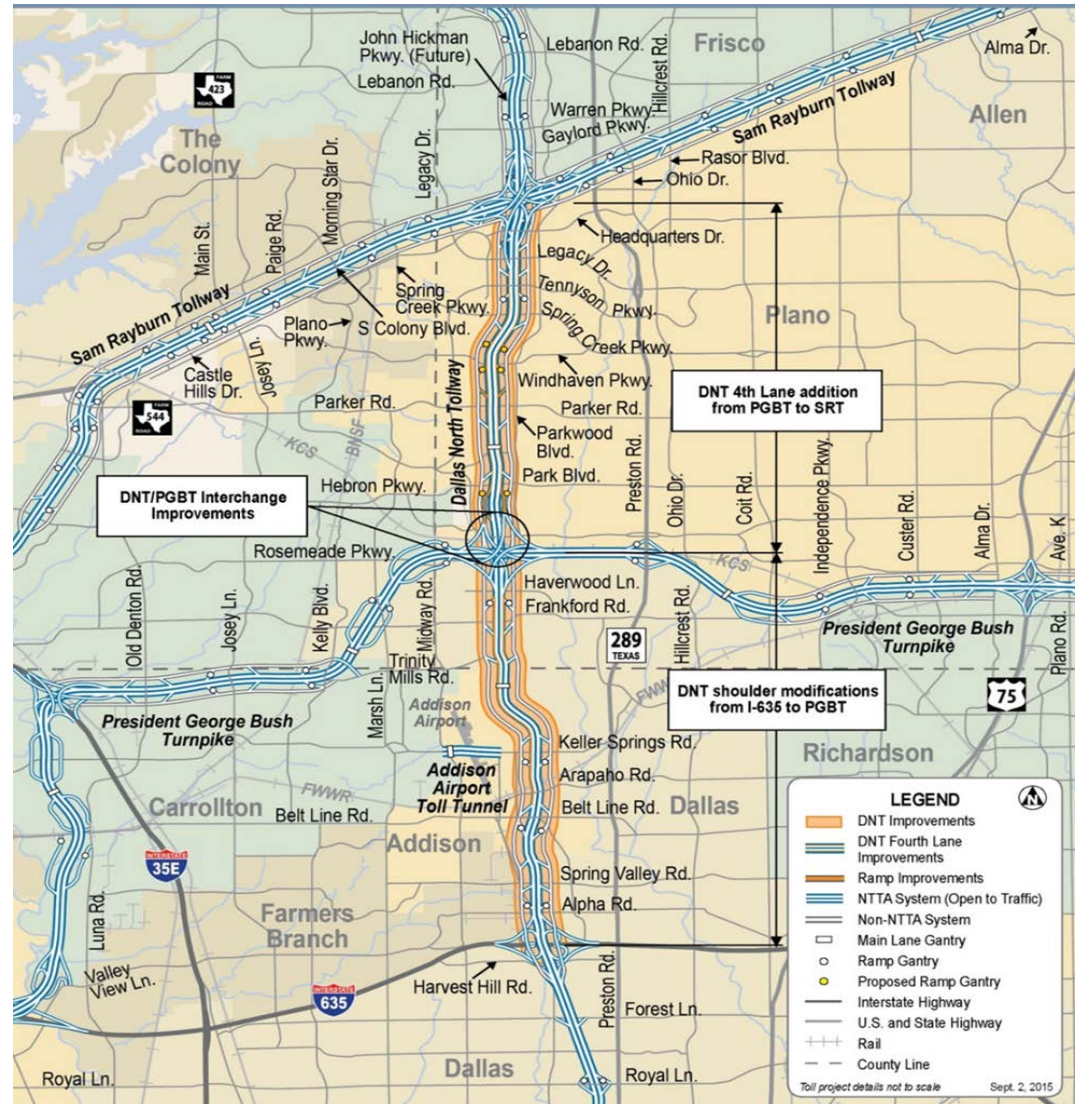 John Hickman
Pkwy. (Future)
Lebanon Rd.
Lebanon Rd.
Hillcrest Rd.
Frisco
Alma Dr.
FARM
423
ROAD
The
Colony
Warren Pkwy.
Gaylord Pkwy.
Sam Rayburn Tollway
Allen
Rasor Blvd.
Ohio Dr.
Legacy Dr.
Morning Star Dr.
Paige Rd.
Main St.
Headquarters Dr.
Legacy Dr.
Tennyson Pkwy.
Spring Creek Pkwy.
Plano
Spring
Creek Pkwy.
S Colony Blvd.
Plano
Pkwy.
Sam Rayburn Tollway
Castle
Hills Dr.
Josey Ln.
Windhaven Pkwy.
DNT 4th Lane addition
from PGBT to SRT
FARM
544
ROAD
Parker Rd.
Parker Rd.
Parkwood
Blvd.
KCS
BNSF
Dallas North Tollway
Hebron Pkwy.
Park Blvd.
Preston Rd.
Ohio Dr.
Coit Rd.
Independence Pkwy.
Custer Rd.
Alma Dr.
Ave. K
DNT/PGBT Interchange
Improvements
Rosemeade Pkwy.
KCS
Haverwood Ln.
Frankford Rd.
Old Denton Rd.
Josey Ln.
Kelly Blvd.
Midway Rd.
Marsh Ln.
Trinity
Mills Rd.
289
TEXAS
Hillcrest Rd.
President George Bush
Turnpike
Plano Rd.
FWWR
DNT shoulder modifications
from I-635 to PGBT
75
President George Bush
Turnpike
Addison
Airport
Keller Springs Rd.
Richardson
Addison
Airport
Toll Tunnel
Arapaho Rd.
Carrollton
FWWR
Belt Line Rd.
Belt Line Rd.
Dallas
Addison
INTERSTATE
35E
Spring Valley Rd.
Alpha Rd.
Farmers
Branch
Luna Rd.
Valley
View Ln.
INTERSTATE
635
Harvest Hill Rd.
Preston Rd.
Forest Ln.
Royal Ln.
Dallas
Royal Ln.
LEGEND
N
DNT Improvements
DNT Fourth Lane
Improvements
Ramp Improvements
NTTA System (Open to Traffic)
Non-NTTA System
Main Lane Gantry
Ramp Gantry
Proposed Ramp Gantry
Interstate Highway
U.S. and State Highway
Rail
County Line
Toll project details not to scale
Sept. 2, 2015